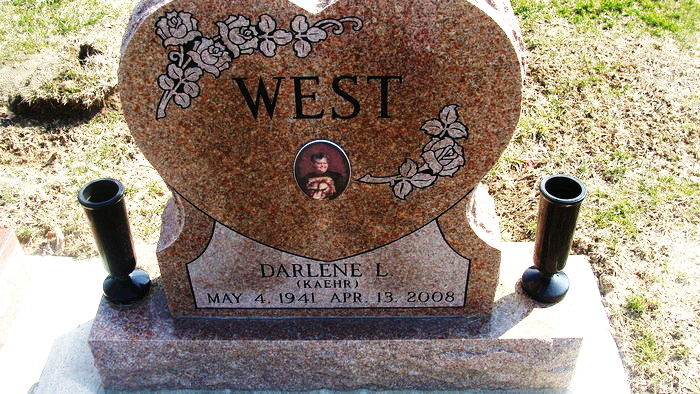 WEST
DARLENE L.
(KAEHR)
MAY 4, 1941 APR. 13, 2008